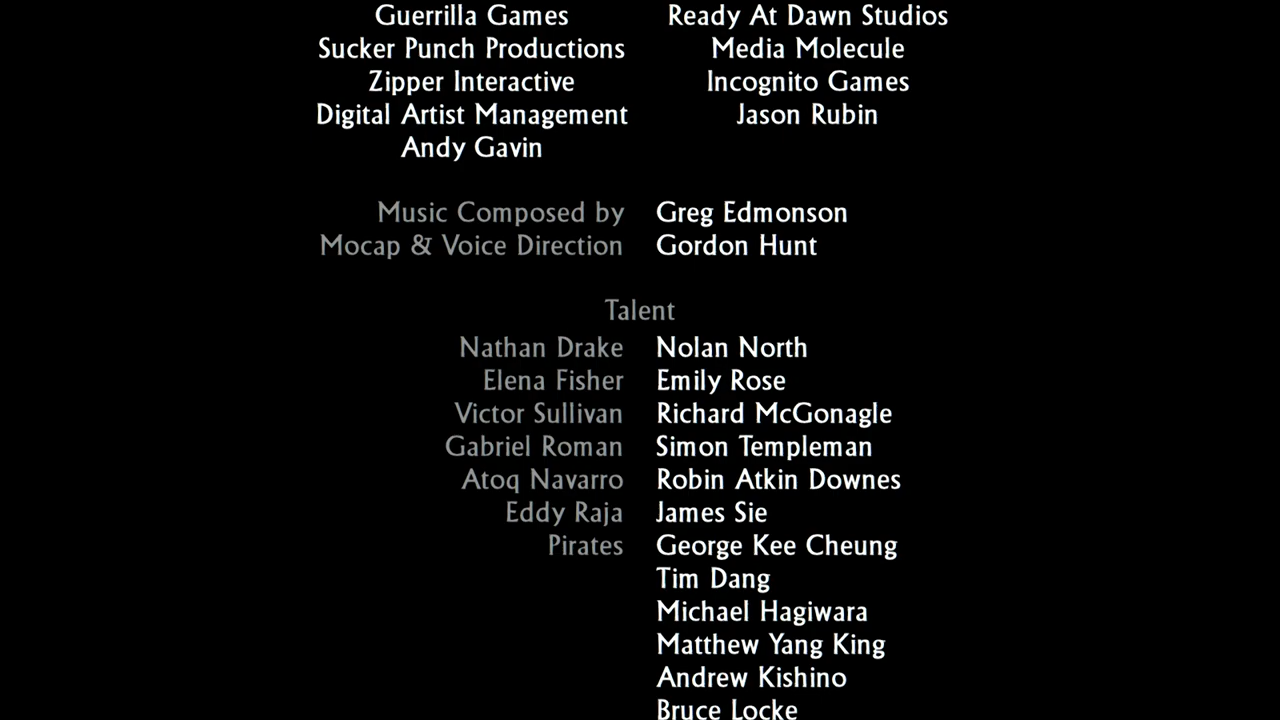 Guerrilla Games Ready At Dawn Studios
Sucker Punch Productions Media Molecule
Zipper Interactive Incognito Games
Digital Artist Management Jason Rubin
Andy Gavin
Music Composed by Greg Edmonson
Mocap & Voice Direction Gordon Hunt
Talent
Nathan Drake Nolan North
Elena Fisher Emily Rose
Victor Sullivan Richard McGonagle
Gabriel Roman Simon Templeman
Atoq Navarro Robin Atkin Downes
Eddy Raja James Sie
Pirates George Kee Cheung
Tim Dang
Michael Hagiwara
Matthew Yang King
Andrew Kishino
Bruce Locke